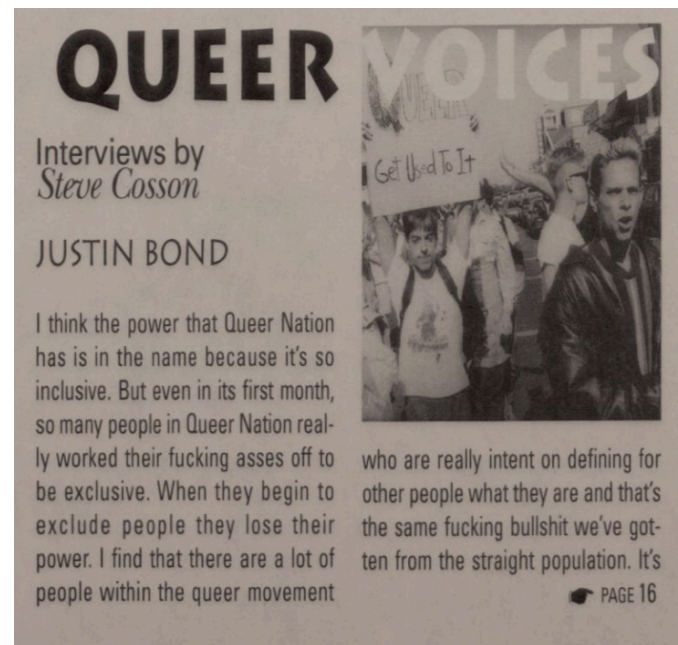 QUEER VOICES
Interviews by
Steve Cosson
JUSTIN BOND
I think the power that Queer Nation
has is in the name because it's so
inclusive. But even in its first month,
so many people in Queer Nation real-
ly worked their fucking asses off to
be exclusive. When they begin to
exclude people they lose their
power. I find that there are a lot of
people within the queer movement
Get Used To It
who are really intent on defining for
other people what they are and that's
the same fucking bullshit we've got-
ten from the straight population. It's
PAGE 16